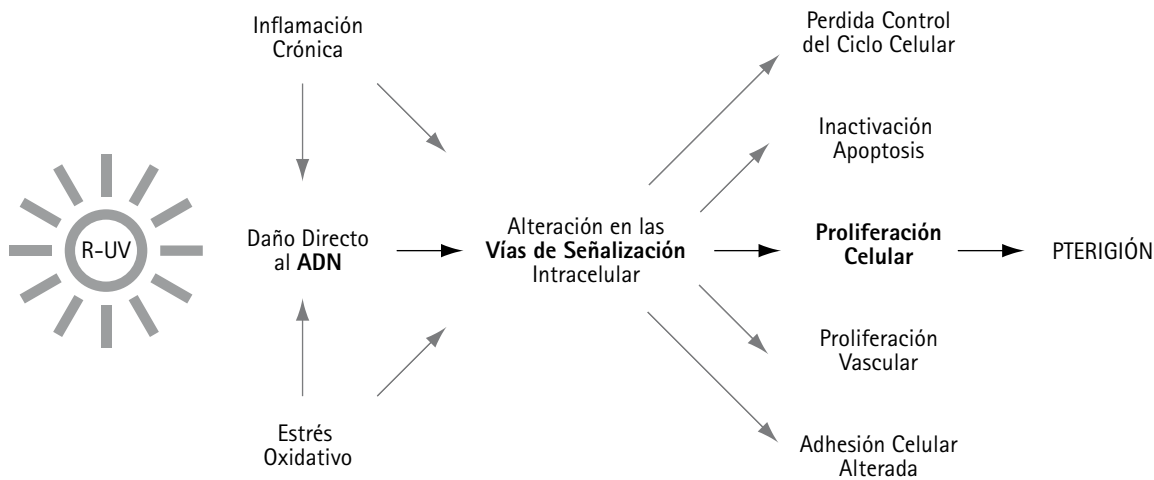 Inflamación
Crónica
R-UV
Daño Directo
al ADN
Estrés
Oxidativo
Alteración en las
Vías de Señalización
Intracelular
Perdida Control
del Ciclo Celular
Inactivación
Apoptosis
Proliferación
Celular
Proliferación
Vascular
Adhesión Celular
Alterada
PTERIGIÓN